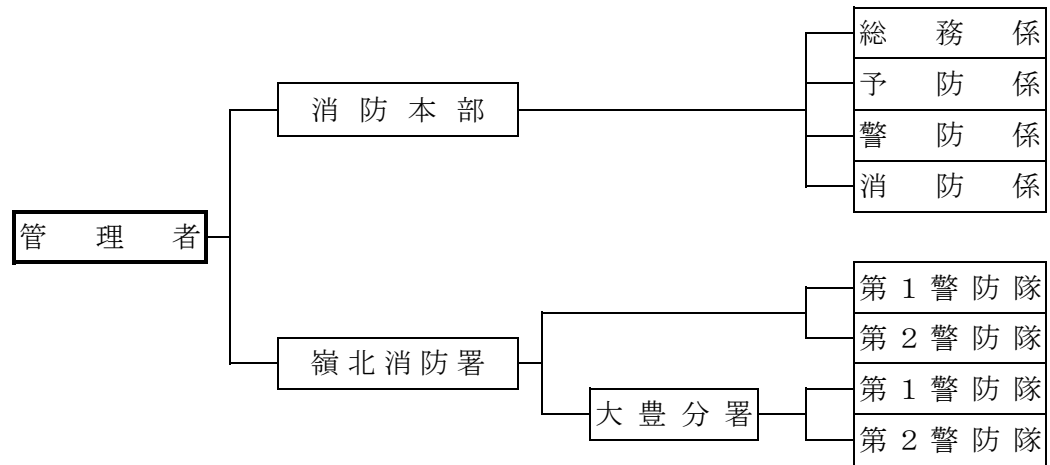 総務係
予防係
消防本部
警防係
消防係
管理者
第1警防隊
第2警防隊
嶺北消防署
第1警防隊
大豊分署
第2警防隊